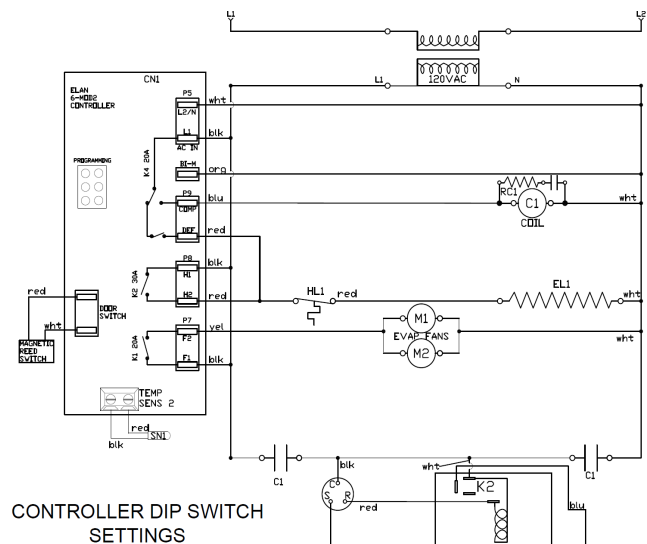 L1
L2
120VAC
L1
N
CN1
ELAN
6-MOD2
CONTROLLER
P5
L2/N
wht
L1
AC IN
blk
PROGRAMMING
K4 20A
BI-M
org
P9
COMP
blu
RC1
C1
COIL
wht
DEF
red
P8
H1
blk
K2 30A
H2
red
HL1
red
EL1
wht
red
DOOR
SWITCH
wht
MAGNETIC
REED
SWITCH
P7
F2
yel
K1 20A
F1
blk
M1
EVAP FANS
M2
wht
TEMP
SENS 2
red
SN1
blk
C1
blk
wht
C1
C
S
R
red
K2
blu
CONTROLLER DIP SWITCH
SETTINGS